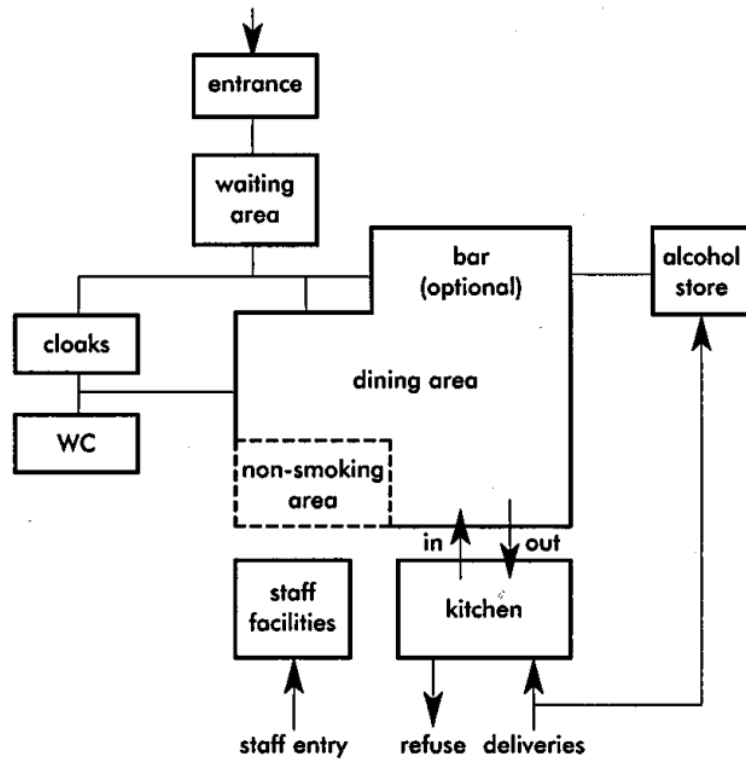 entrance
waiting
area
bar
(optional)
alcohol
store
cloaks
dining area
WC
non-smoking
area
in
out
staff
facilities
kitchen
staff entry
refuse
deliveries